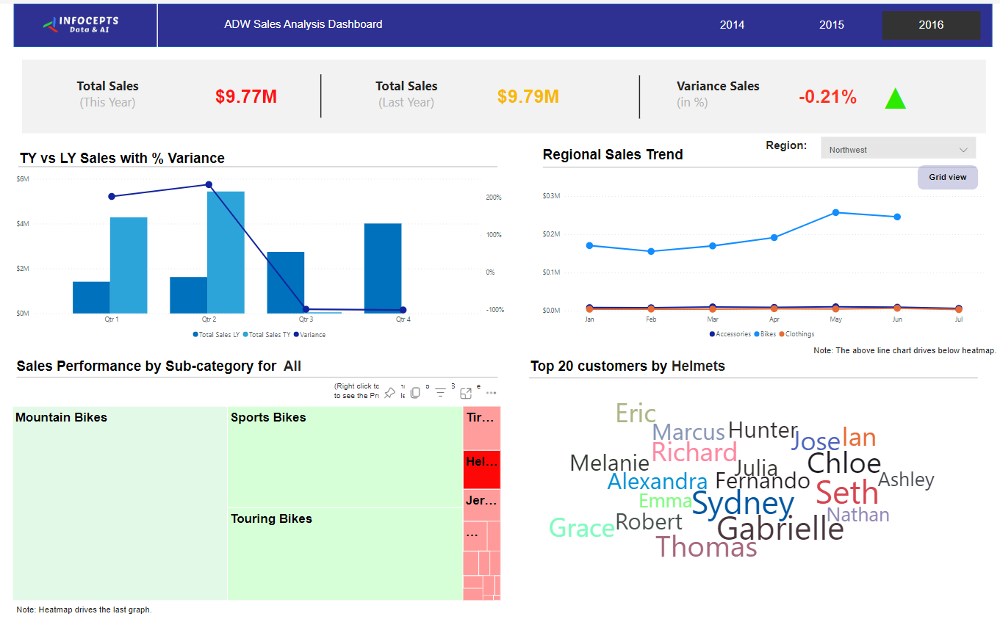 INFOCEPTS
Data & AI
ADW Sales Analysis Dashboard
2014
2015
2016
Total Sales
(This Year)
$9.77M
Total Sales
(Last Year)
$9.79M
Variance Sales
(in %)
-0.21%
TY vs LY Sales with % Variance
$6M
$4M
$2M
$0M
200%
100%
0%
-100%
Qtr 1
Qtr 2
Qtr 3
Qtr 4
Total Sales LY
Total Sales TY
Variance
Regional Sales Trend
Region:
Northwest
Grid view
$0.3M
$0.2M
$0.1M
$0.0M
Jan
Feb
Mar
Apr
May
Jun
Jul
Accessories
Bikes
Clothings
Note: The above line chart drives below heatmap.
Sales Performance by Sub-category for All
(Right click to
to see the
Mountain Bikes
Sports Bikes
Touring Bikes
Tir...
Hel...
Jer...
...
Note: Heatmap drives the last graph.
Top 20 customers by Helmets
Eric
Marcus
Hunter
Jose
Ian
Richard
Melanie
Julia
Chloe
Alexandra
Fernando
Ashley
Emma
Sydney
Seth
Nathan
Grace
Robert
Gabrielle
Thomas